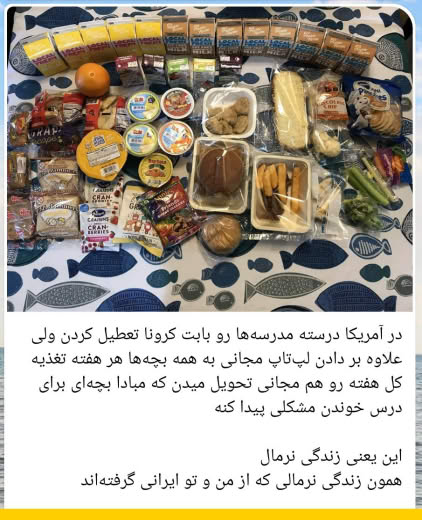 در آمریکا درسته مدرسه‌ها رو بابت کرونا تعطیل کردن ولی
علاوه بر دادن لپ‌تاپ مجانی به همه بچه‌ها هر هفته تغذیه
کل هفته رو هم مجانی تحویل میدن که مبادا بچه‌ای برای
درس خوندن مشکلی پیدا کنه
این یعنی زندگی نرمال
همون زندگی نرمالی که از من و تو ایرانی گرفته‌اند